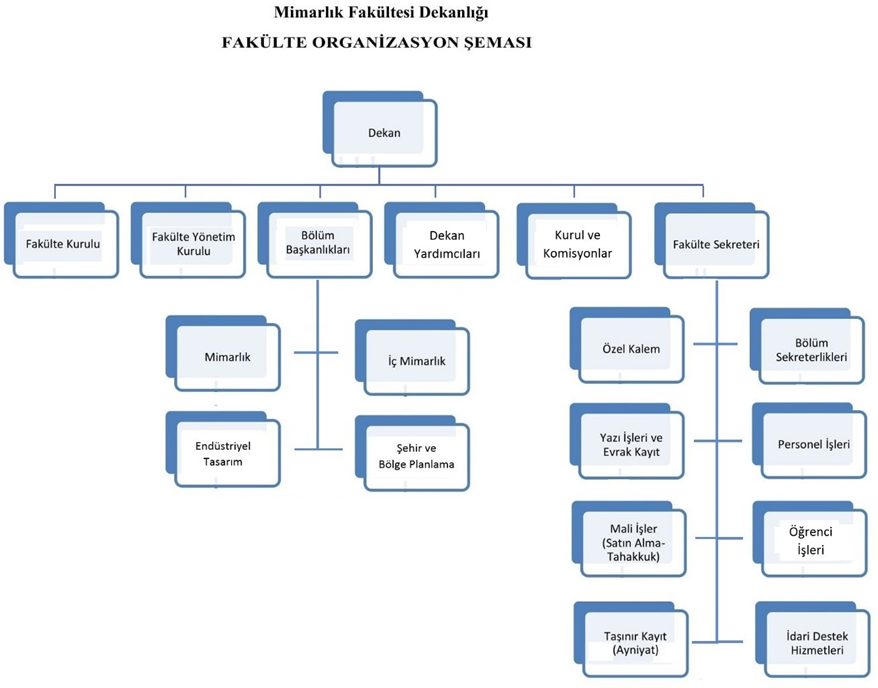 Mimarlık Fakültesi Dekanlığı
FAKÜLTE ORGANİZASYON ŞEMASI
Dekan
Fakülte Kurulu
Fakülte Yönetim
Kurulu
Bölüm
Başkanlıkları
Dekan
Yardımcıları
Kurul ve
Komisyonlar
Fakülte Sekreteri
Mimarlık
İç Mimarlık
Endüstriyel
Tasarım
Şehir ve
Bölge Planlama
Özel Kalem
Bölüm
Sekreterlikleri
Yazı İşleri ve
Evrak Kayıt
Personel İşleri
Mali İşler
(Satın Alma-
Tahakkuk)
Öğrenci
İşleri
Taşınır Kayıt
(Ayniyat)
İdari Destek
Hizmetleri